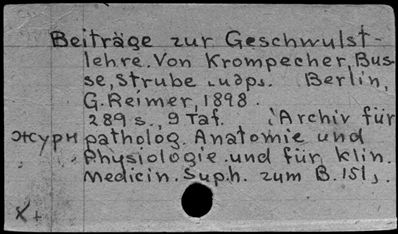 Beiträge zur Geschwulst-
lehre. Von Krompecher, Bus-
se, Strube и др. Berlin,
G. Reimer, 1898.
289 s., 9 Taf. (Archiv für
журн patholog. Anatomie und
Physiologie und für klin.
Medicin. Suph. zum B. 151).